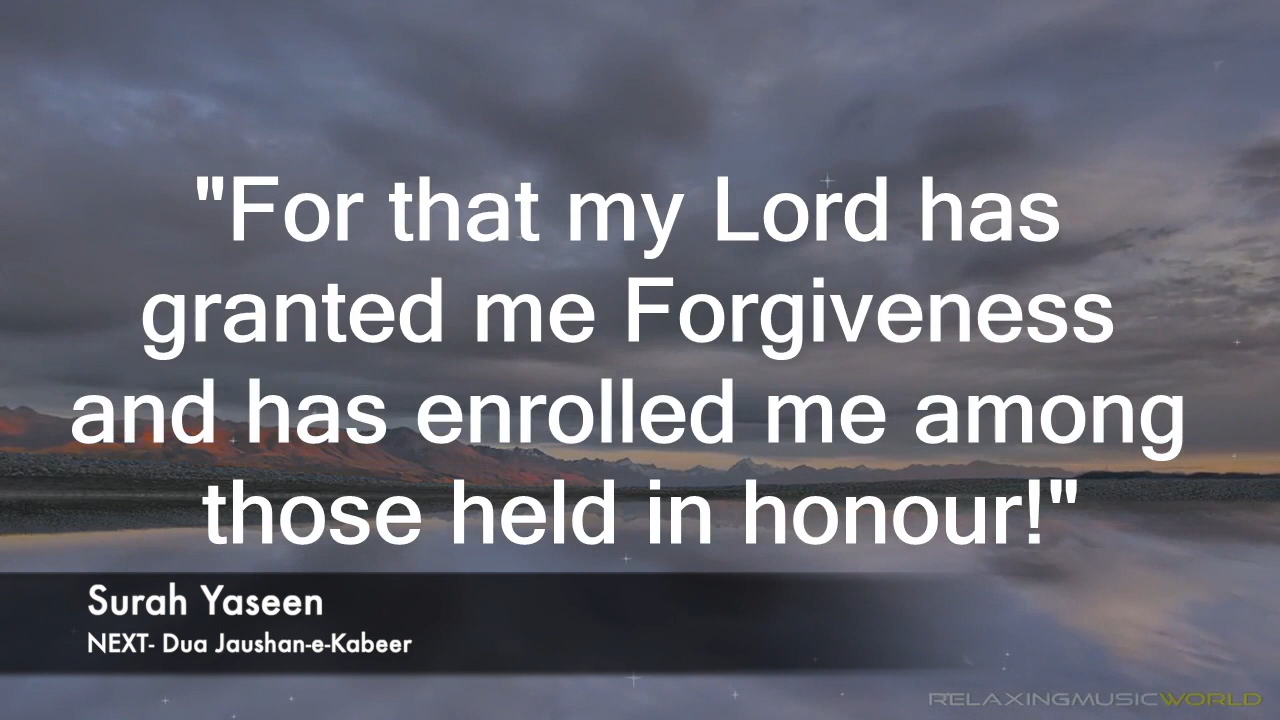 "For that my Lord has
granted me Forgiveness
and has enrolled me among
those held in honour!"
Surah Yaseen
NEXT- Dua Jaushan-e-Kabeer
RELAXINGMUSICWORLD